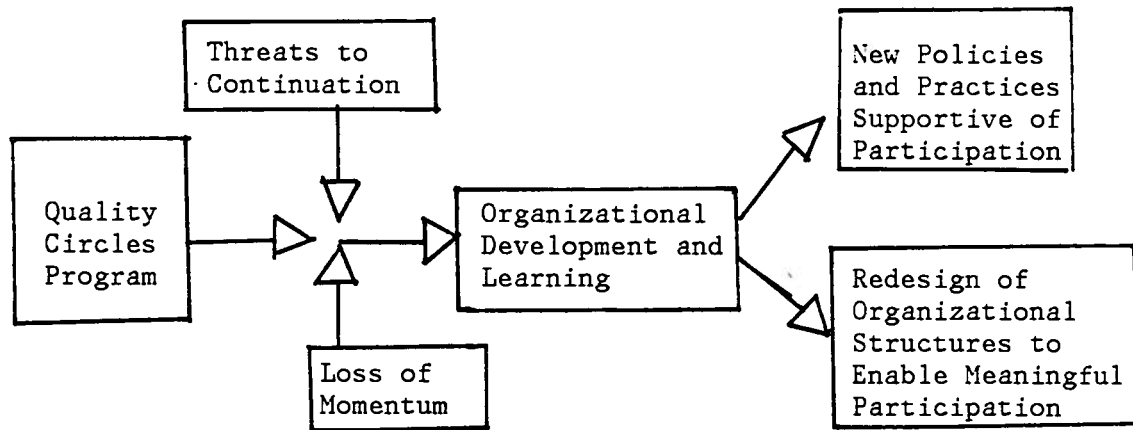 Threats to
Continuation
New Policies
and Practices
Supportive of
Participation
Quality
Circles
Program
Organizational
Development and
Learning
Loss of
Momentum
Redesign of
Organizational
Structures to
Enable Meaningful
Participation